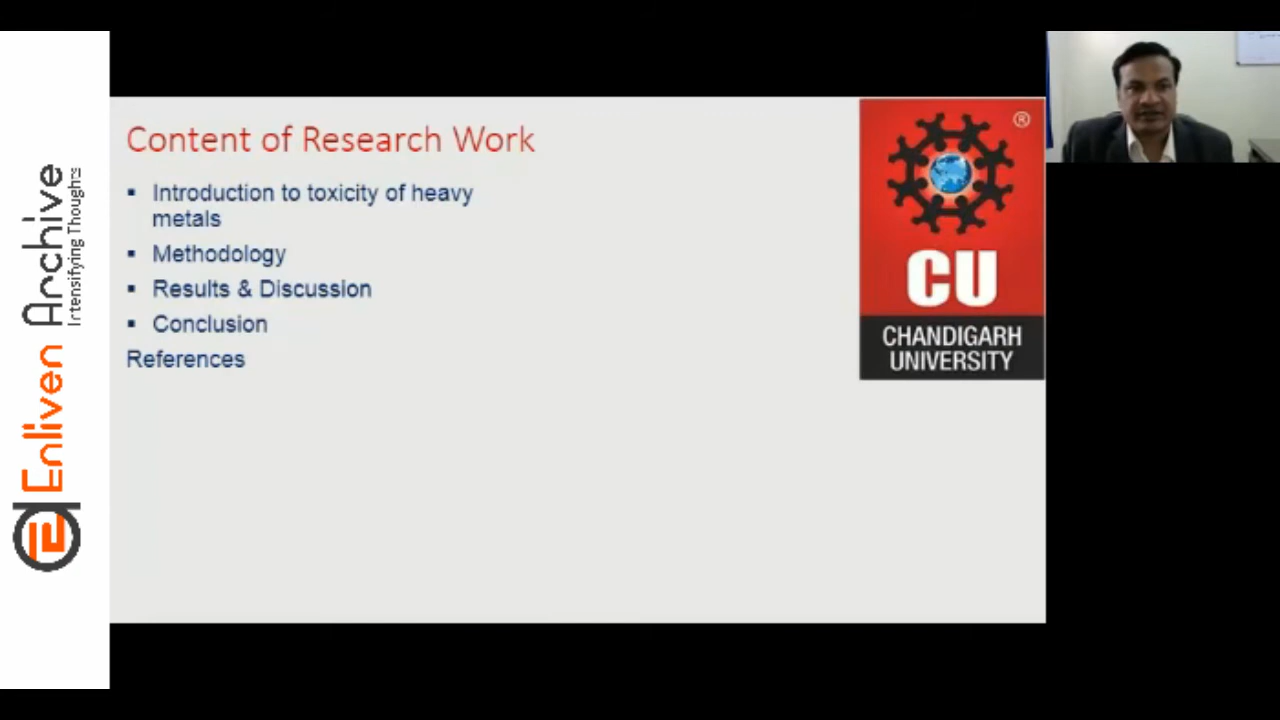 Content of Research Work
▪ Introduction to toxicity of heavy
metals
▪ Methodology
▪ Results & Discussion
▪ Conclusion
References
®
CU
CHANDIGARH
UNIVERSITY
Enliven Archive
Intensifying Thoughts